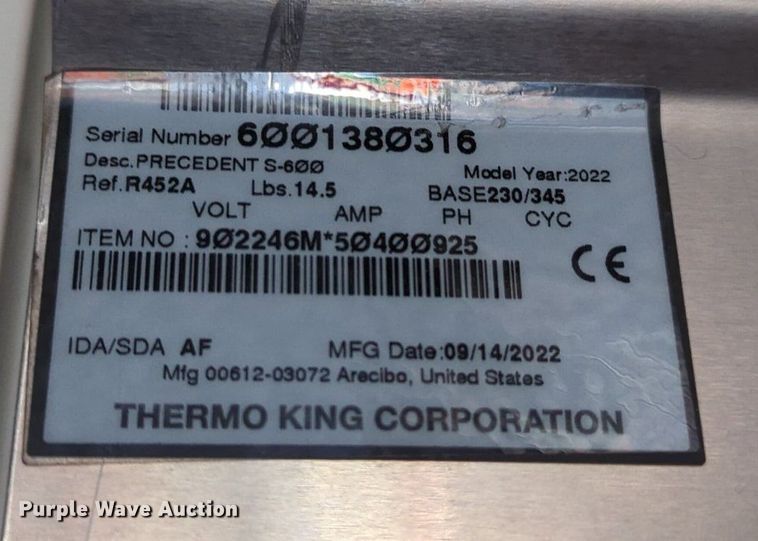 Serial Number 6ØØ138Ø316
Desc.PRECEDENT S-6ØØ Model Year:2022
Ref.R452A Lbs.14.5 BASE230/345
VOLT AMP PH CYC
ITEM NO : 9Ø2246M*5Ø4ØØ925
CE
IDA/SDA AF MFG Date:09/14/2022
Mfg 00612-03072 Arecibo, United States
THERMO KING CORPORATION
Purple Wave Auction